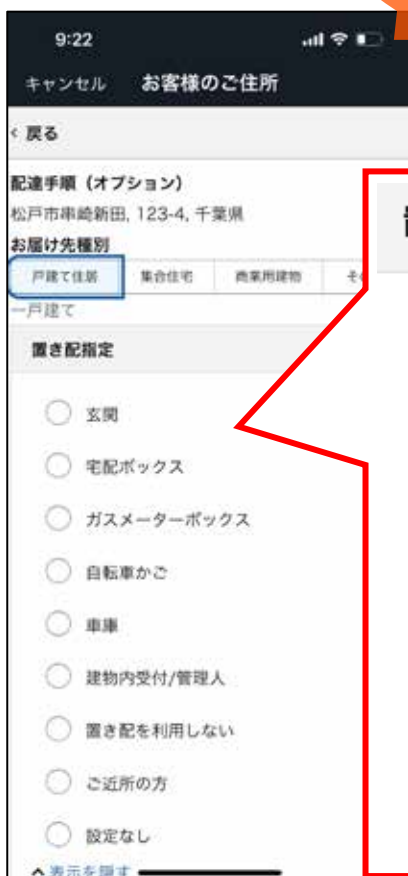 9:22
キャンセル お客様のご住所
< 戻る
配達手順（オプション）
松戸市串崎新田, 123-4, 千葉県
お届け先種別
戸建て住居 集合住宅 商業用建物
一戸建て
置き配指定
玄関
宅配ボックス
ガスメーターボックス
自転車かご
車庫
建物内受付/管理人
置き配を利用しない
ご近所の方
設定なし
表示を隠す